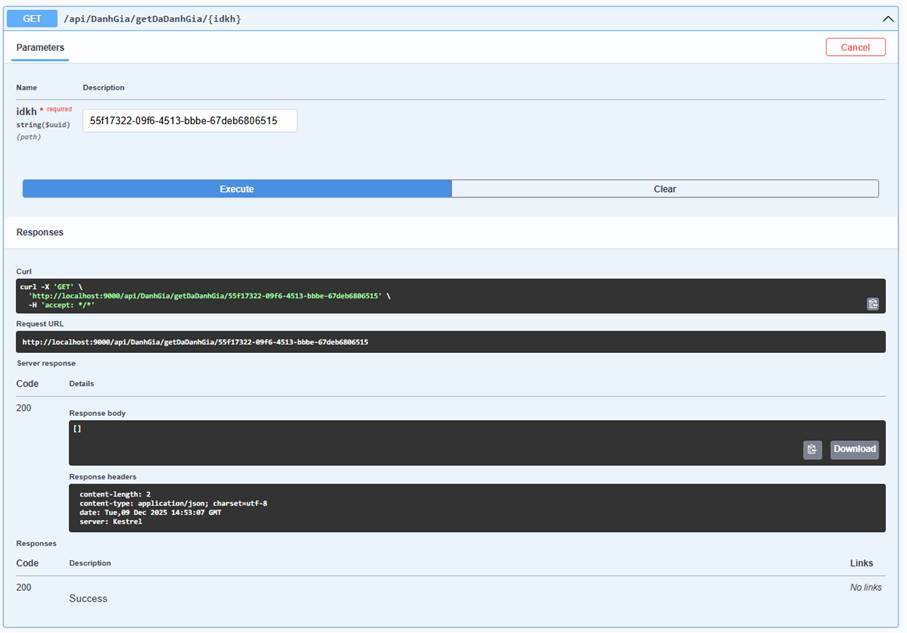 GET /api/DanhGia/getDaDanhGia/{idkh}
Parameters Cancel
Name Description
idkh * required
string($uuid)
(path)
55f17322-09f6-4513-bbbe-67deb6806515
Execute Clear
Responses
Curl
curl -X 'GET' \
'http://localhost:9000/api/DanhGia/getDaDanhGia/55f17322-09f6-4513-bbbe-67deb6806515' \
-H 'accept: */*'
Request URL
http://localhost:9000/api/DanhGia/getDaDanhGia/55f17322-09f6-4513-bbbe-67deb6806515
Server response
Code Details
200
Response body
[]
Download
Response headers
content-length: 2
content-type: application/json; charset=utf-8
date: Tue,09 Dec 2025 14:53:07 GMT
server: Kestrel
Responses
Code Description Links
200 No links
Success